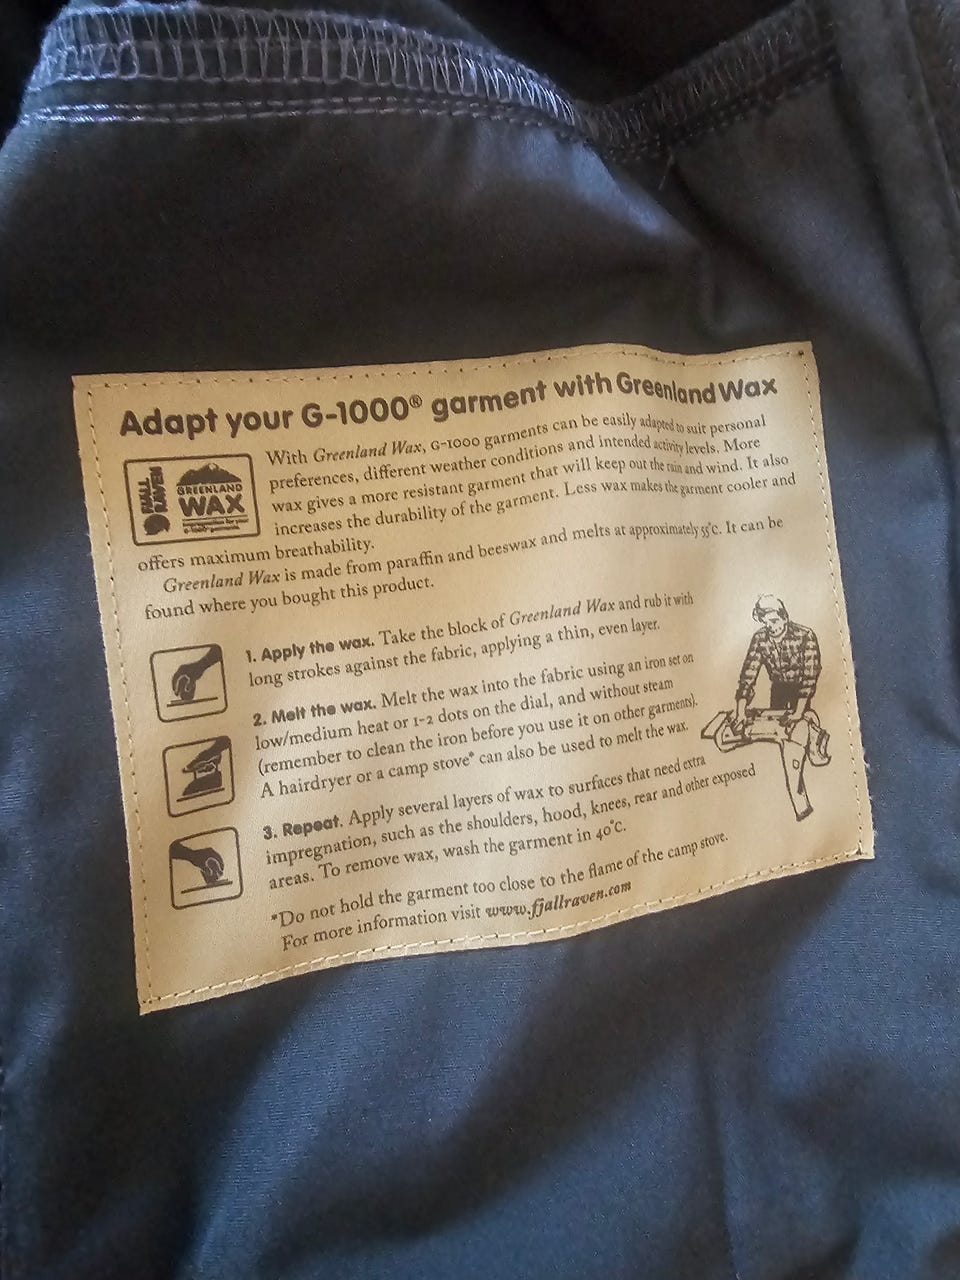 Adapt your G-1000® garment with Greenland Wax
FJÄLL
RÄVEN
GREENLAND
WAX
With Greenland Wax, G-1000 garments can be easily adapted to suit personal
preferences, different weather conditions and intended activity levels. More
wax gives a more resistant garment that will keep out the rain and wind. It also
increases the durability of the garment. Less wax makes the garment cooler and
offers maximum breathability.
Greenland Wax is made from paraffin and beeswax and melts at approximately 55°C. It can be
found where you bought this product.
1. Apply the wax. Take the block of Greenland Wax and rub it with
long strokes against the fabric, applying a thin, even layer.
2. Melt the wax. Melt the wax into the fabric using an iron set on
low/medium heat or 1-2 dots on the dial, and without steam
(remember to clean the iron before you use it on other garments).
A hairdryer or a camp stove* can also be used to melt the wax.
3. Repeat. Apply several layers of wax to surfaces that need extra
impregnation, such as the shoulders, hood, knees, rear and other exposed
areas. To remove wax, wash the garment in 40°C.
*Do not hold the garment too close to the flame of the camp stove.
For more information visit www.fjallraven.com